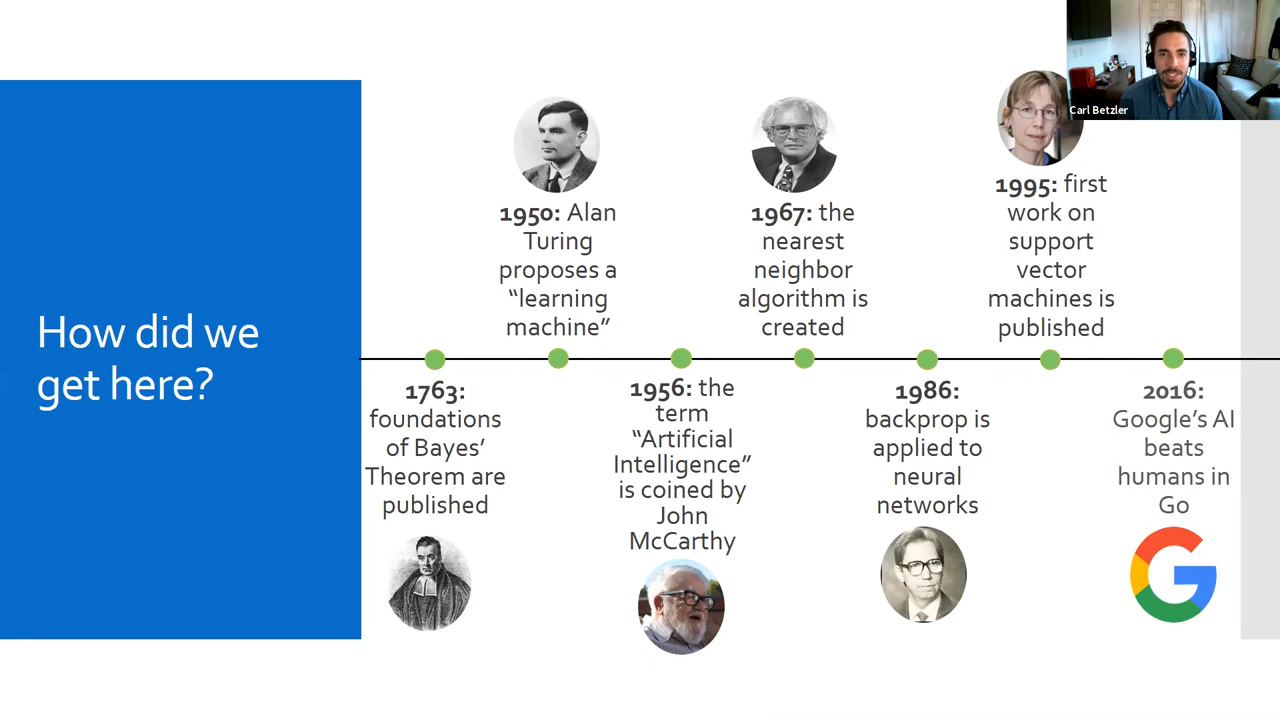 Carl Betzler
How did we
get here?
1763:
foundations
of Bayes’
Theorem are
published
1950: Alan
Turing
proposes a
“learning
machine”
1956: the
term
“Artificial
Intelligence”
is coined by
John
McCarthy
1967: the
nearest
neighbor
algorithm is
created
1986:
backprop is
applied to
neural
networks
1995: first
work on
support
vector
machines is
published
2016:
Google’s AI
beats
humans in
Go